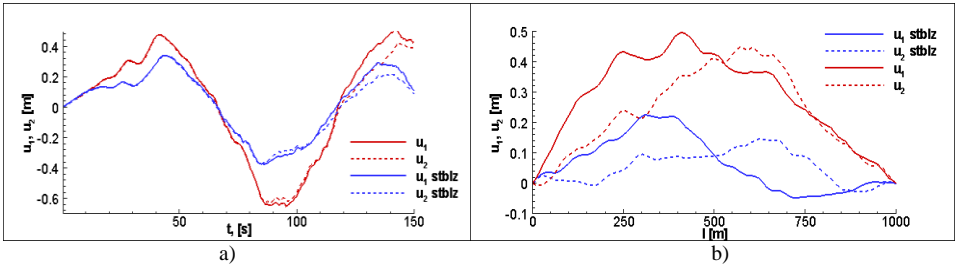 0.4
0.2
0
-0.2
-0.4
-0.6
u1, u2 [m]
50
100
150
t, [s]
u1
u2
u1 stblz
u2 stblz
a)
0.5
0.4
0.3
0.2
0.1
0
-0.1
u1, u2 [m]
0
250
500
750
1000
l [m]
u1 stblz
u2 stblz
u1
u2
b)